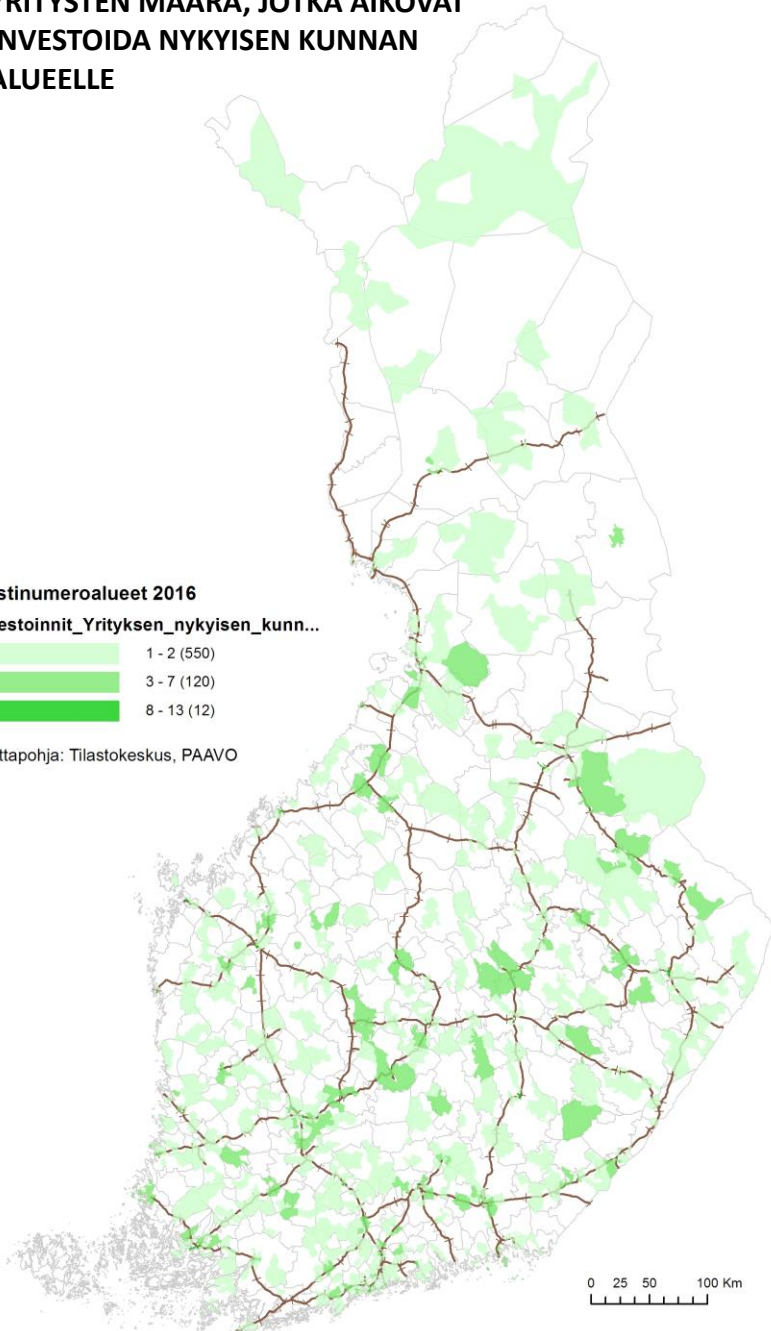 YRITYSTEN MÄÄRÄ, JOTKA AIKOVAT
INVESTOIDA NYKYISEN KUNNAN
ALUEELLE
stinumeroalueet 2016
estoinnit_Yrityksen_nykyisen_kunn...
1 - 2 (550)
3 - 7 (120)
8 - 13 (12)
ttapohja: Tilastokeskus, PAAVO
0 25 50 100 Km